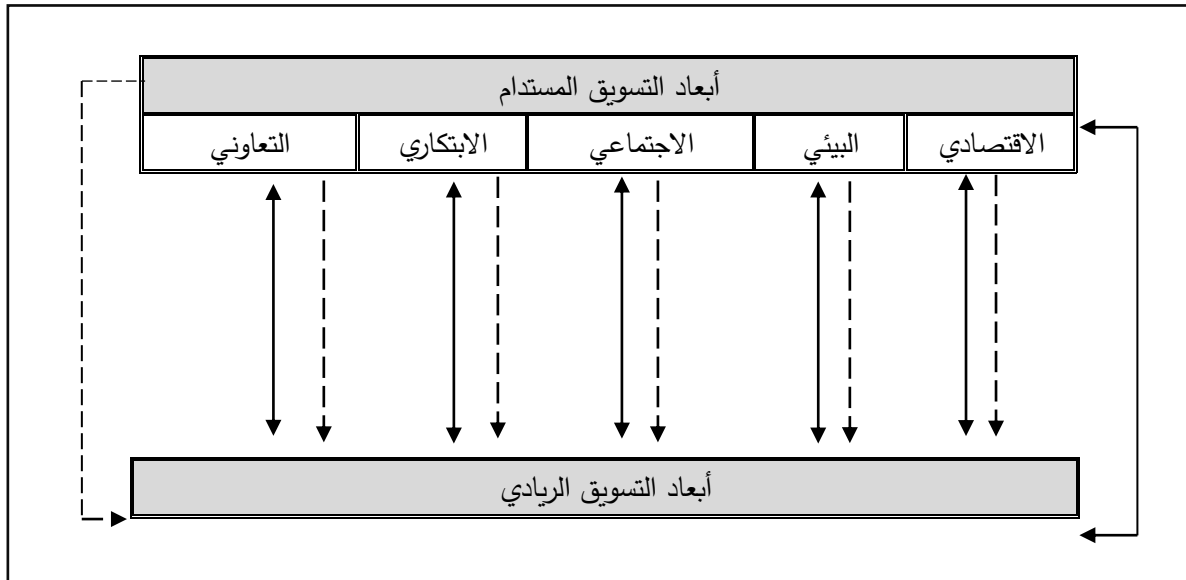 أبعاد التسويق المستدام
الاقتصادي البيئي الاجتماعي الابتكاري التعاوني
أبعاد التسويق الريادي